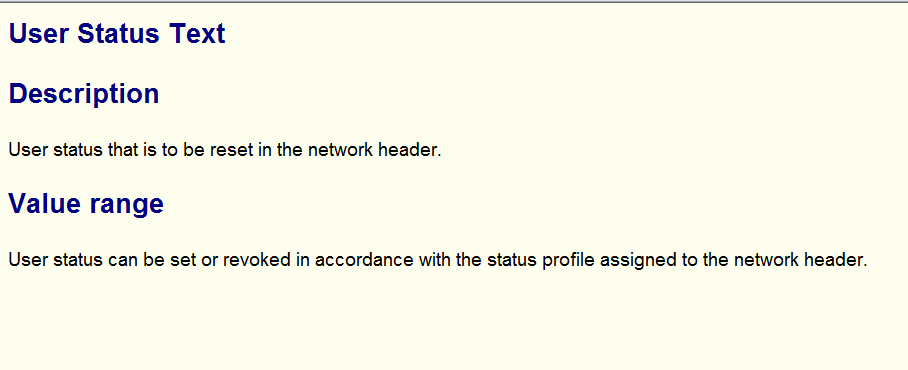 User Status Text
Description
User status that is to be reset in the network header.
Value range
User status can be set or revoked in accordance with the status profile assigned to the network header.